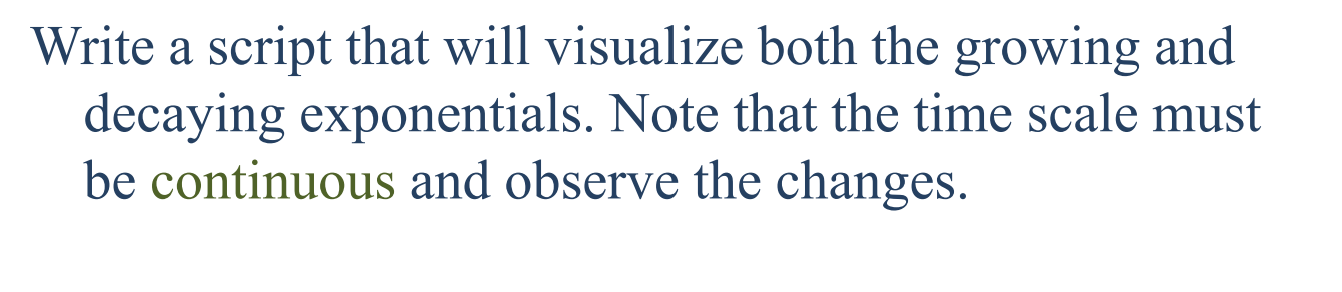 Write a script that will visualize both the growing and
decaying exponentials. Note that the time scale must
be continuous and observe the changes.